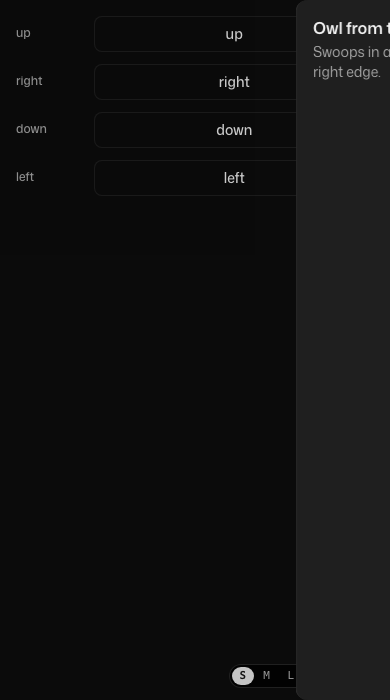 up up
right right
down down
left left
Owl from
Swoops in a
right edge.
S M L